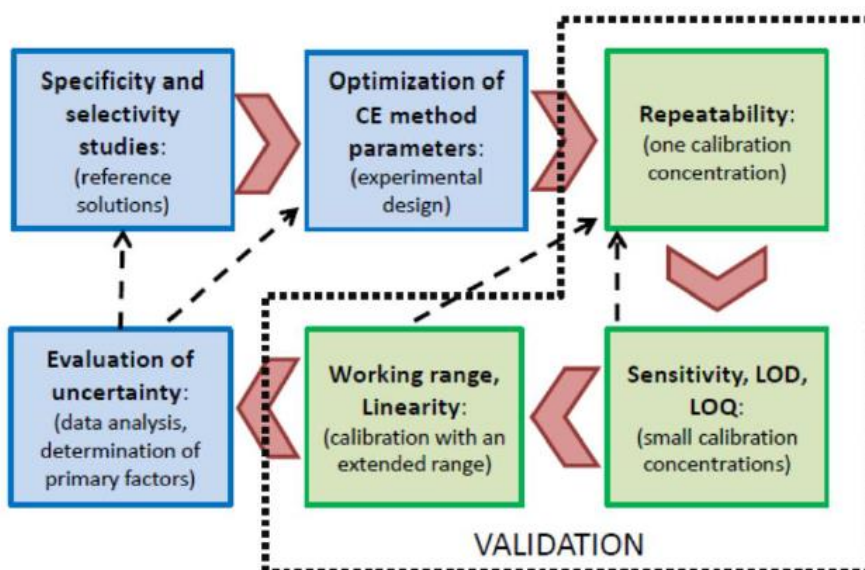 Specificity and
selectivity
studies:
(reference
solutions)
Optimization of
CE method
parameters:
(experimental
design)
Repeatability:
(one calibration
concentration)
Evaluation of
uncertainty:
(data analysis,
determination of
primary factors)
Working range,
Linearity:
(calibration with an
extended range)
Sensitivity, LOD,
LOQ:
(small calibration
concentrations)
VALIDATION